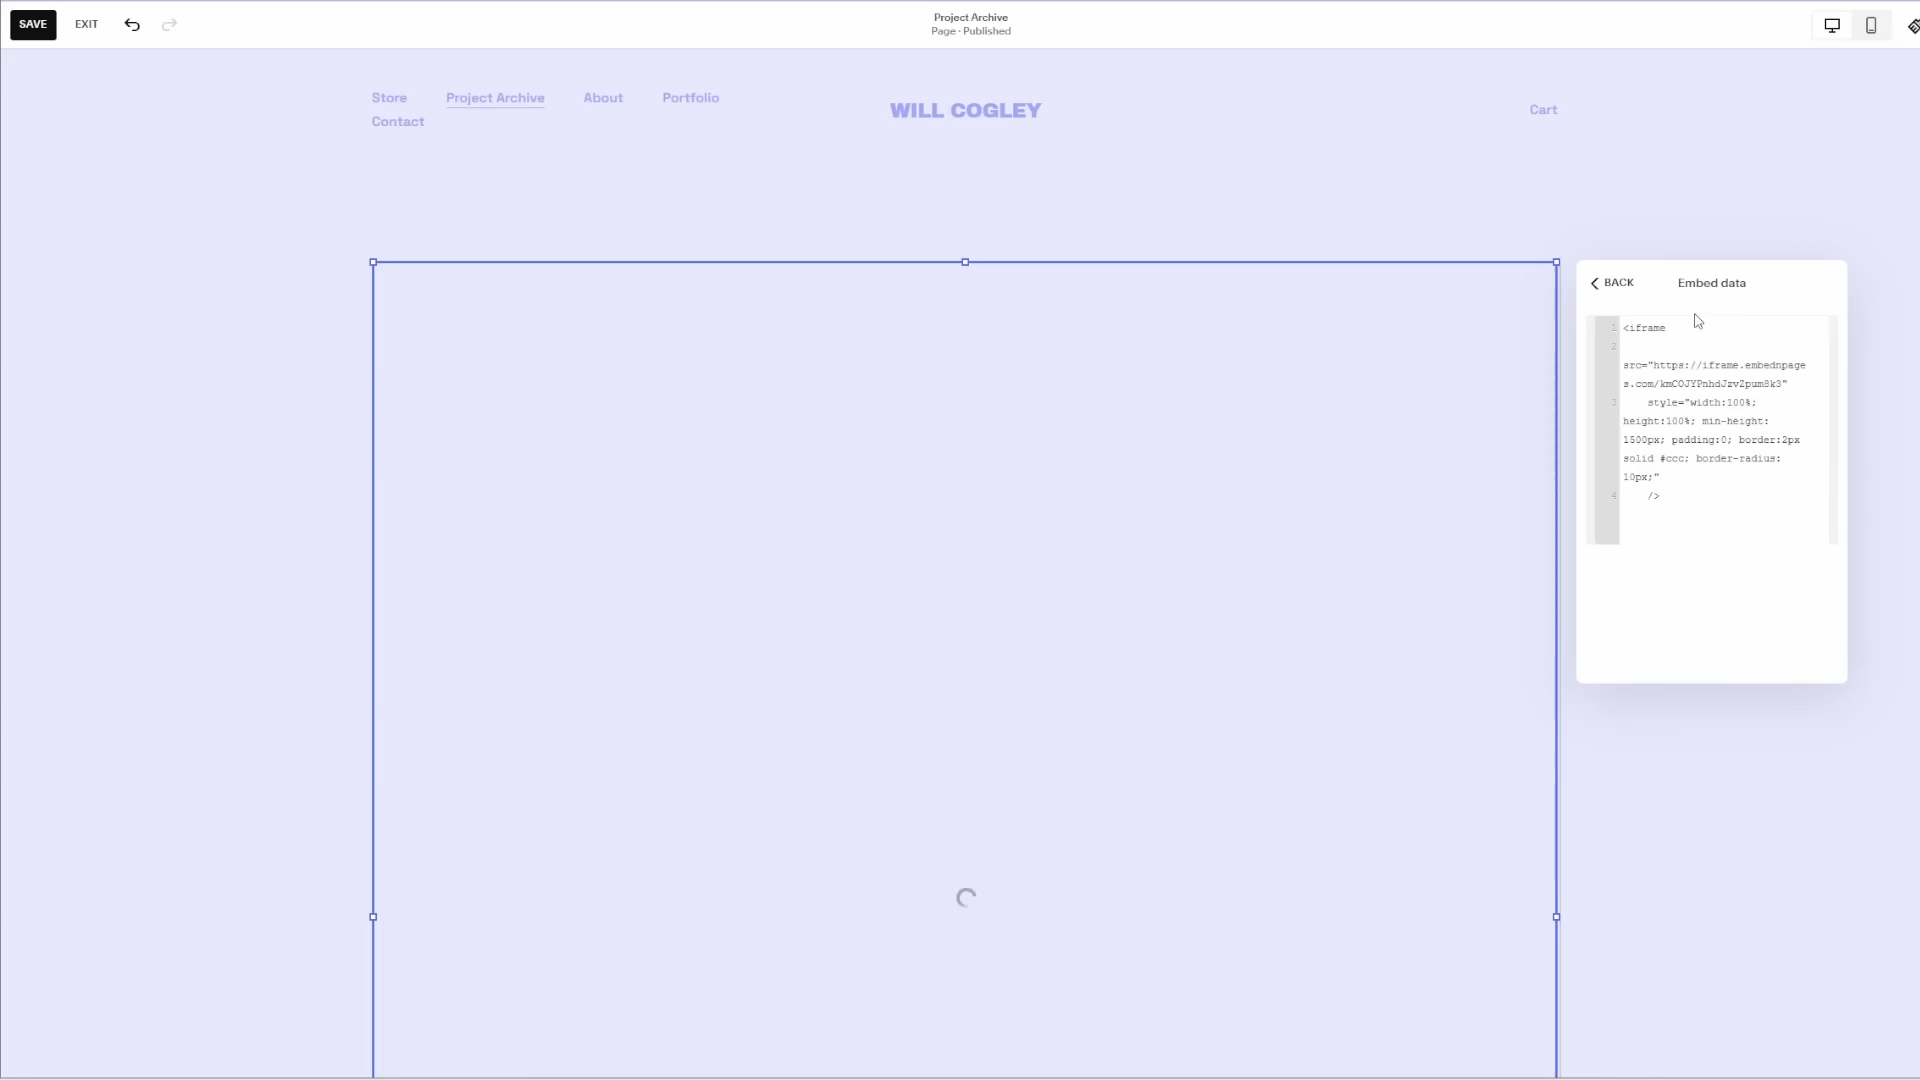 SAVE EXIT
Project Archive
Page · Published
Store Project Archive About Portfolio
Contact
WILL COGLEY
Cart
BACK Embed data
1 <iframe
2
src="https://iframe.embednpage
s.com/kmC0JYPnhdJzvZpum8k3"
3 style="width:100%;
height:100%; min-height:
1500px; padding:0; border:2px
solid #ccc; border-radius:
10px;"
4 />